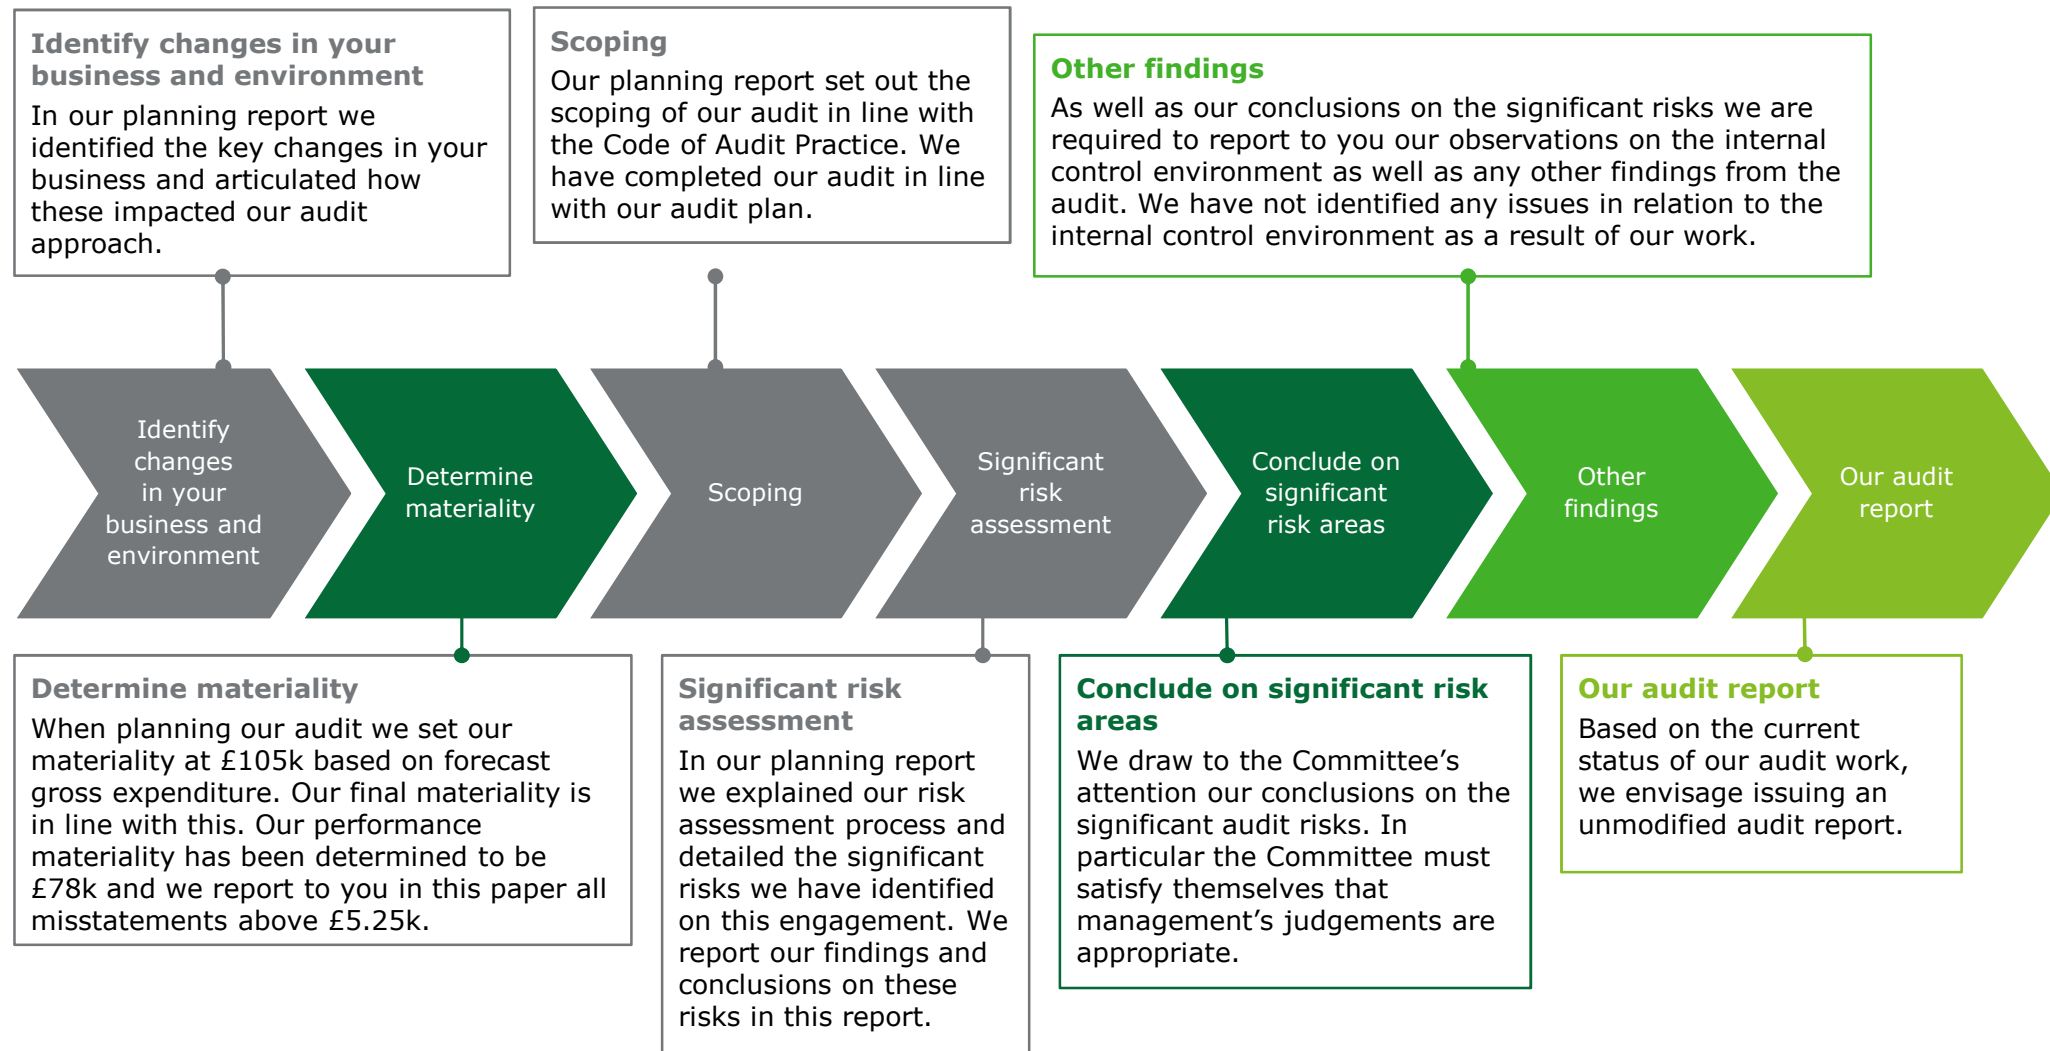 Identify changes in your
business and environment
In our planning report we
identified the key changes in your
business and articulated how
these impacted our audit
approach.
Scoping
Our planning report set out the
scoping of our audit in line with
the Code of Audit Practice. We
have completed our audit in line
with our audit plan.
Other findings
As well as our conclusions on the significant risks we are
required to report to you our observations on the internal
control environment as well as any other findings from the
audit. We have not identified any issues in relation to the
internal control environment as a result of our work.
Identify
changes
in your
business and
environment
Determine
materiality
Scoping
Significant
risk
assessment
Conclude on
significant
risk areas
Other
findings
Our audit
report
Determine materiality
When planning our audit we set our
materiality at £105k based on forecast
gross expenditure. Our final materiality is
in line with this. Our performance
materiality has been determined to be
£78k and we report to you in this paper all
misstatements above £5.25k.
Significant risk
assessment
In our planning report
we explained our risk
assessment process and
detailed the significant
risks we have identified
on this engagement. We
report our findings and
conclusions on these
risks in this report.
Conclude on significant risk
areas
We draw to the Committee’s
attention our conclusions on the
significant audit risks. In
particular the Committee must
satisfy themselves that
management’s judgements are
appropriate.
Our audit report
Based on the current
status of our audit work,
we envisage issuing an
unmodified audit report.